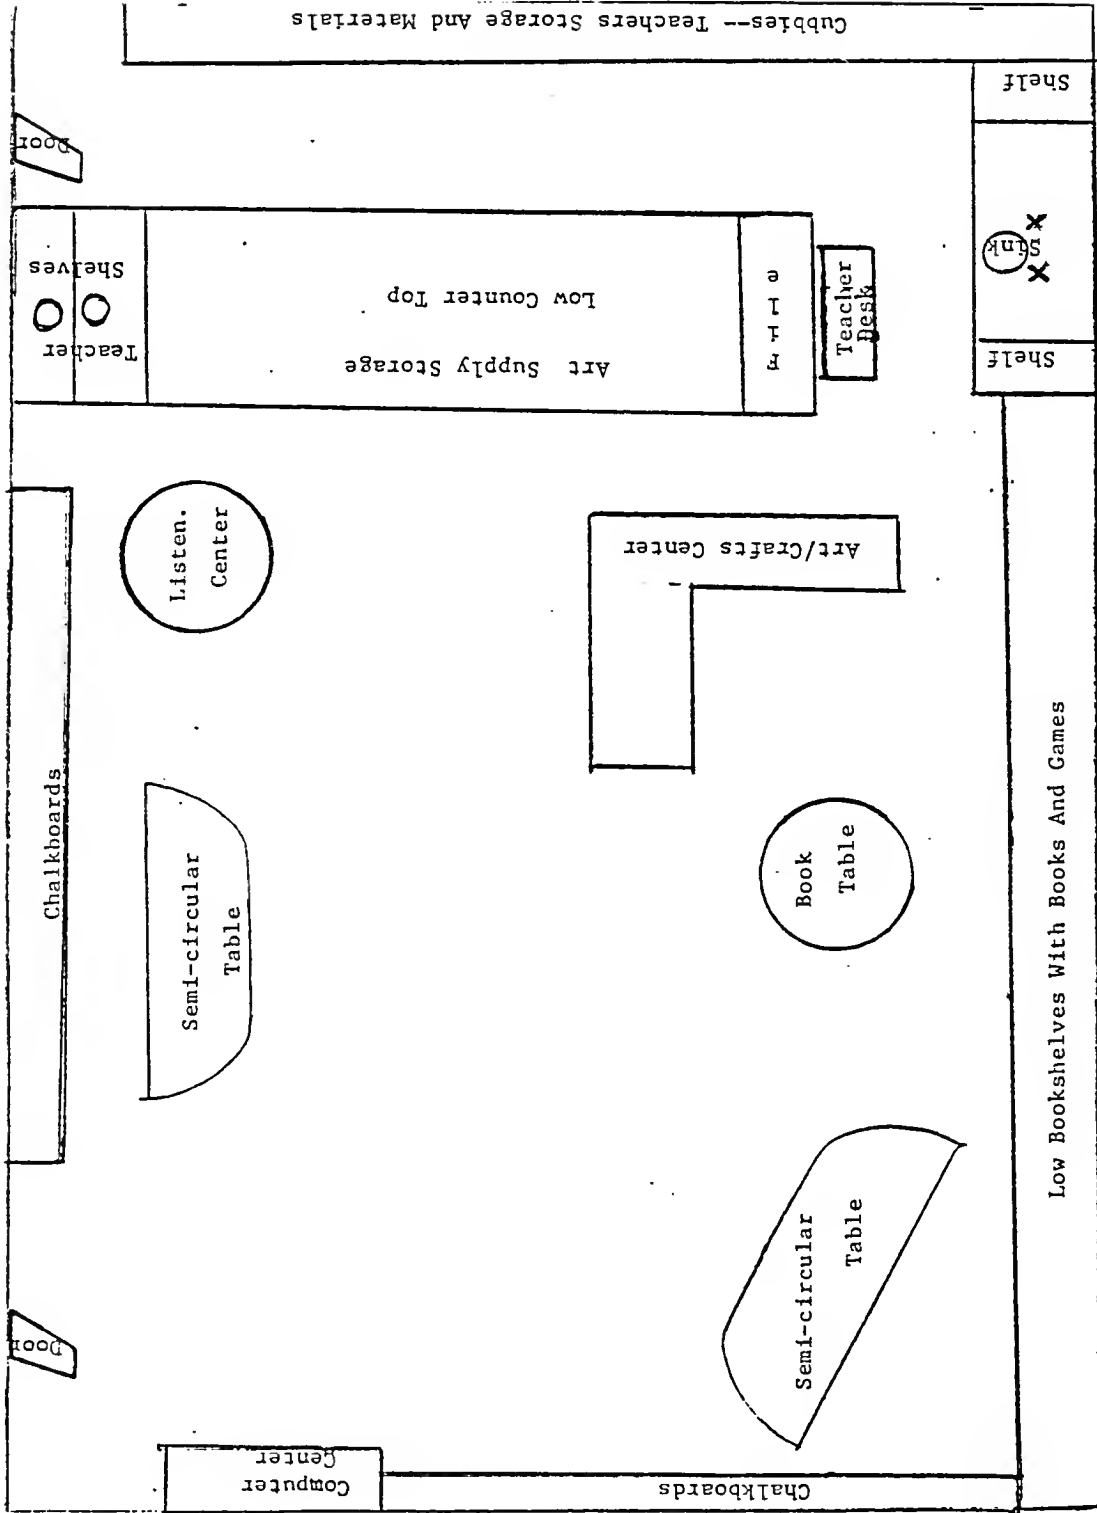 Cubbies--Teachers Storage And Materials
Shelf
Door
Teacher
Shelves
Art Supply Storage
Low Counter Top
File
Teacher
Desk
Sink
X X
Shelf
Listen.
Center
Art/Crafts Center
Chalkboards
Semi-circular
Table
Book
Table
Low Bookshelves With Books And Games
Semi-circular
Table
Door
Computer
Center
Chalkboards